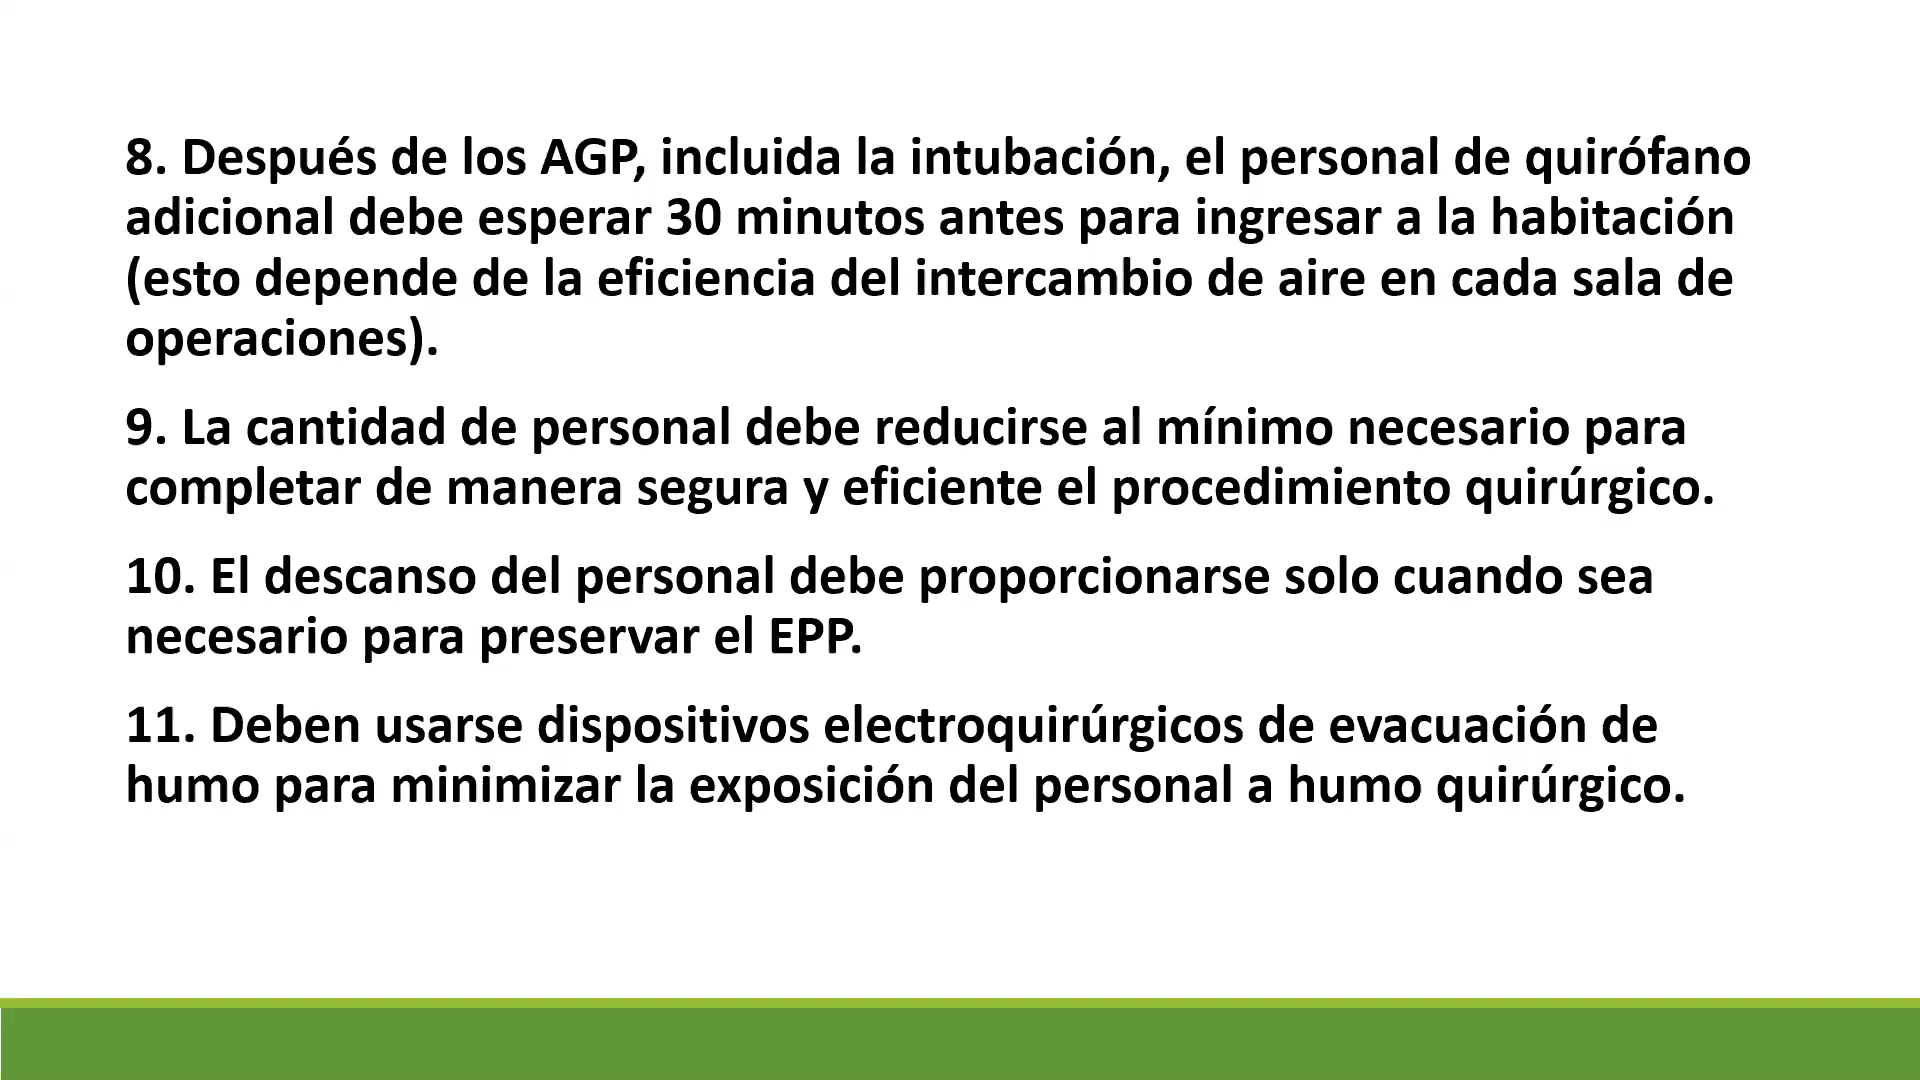 8. Después de los AGP, incluida la intubación, el personal de quirófano
adicional debe esperar 30 minutos antes para ingresar a la habitación
(esto depende de la eficiencia del intercambio de aire en cada sala de
operaciones).
9. La cantidad de personal debe reducirse al mínimo necesario para
completar de manera segura y eficiente el procedimiento quirúrgico.
10. El descanso del personal debe proporcionarse solo cuando sea
necesario para preservar el EPP.
11. Deben usarse dispositivos electroquirúrgicos de evacuación de
humo para minimizar la exposición del personal a humo quirúrgico.